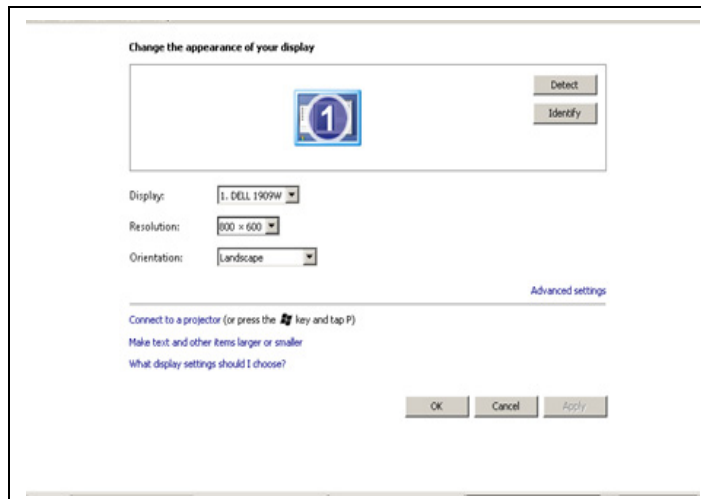 Change the appearance of your display
1
Detect
Identify
Display: 1. DELL 1909W
Resolution: 800 × 600
Orientation: Landscape
Advanced settings
Connect to a projector (or press the key and tap P)
Make text and other items larger or smaller
What display settings should I choose?
OK Cancel Apply